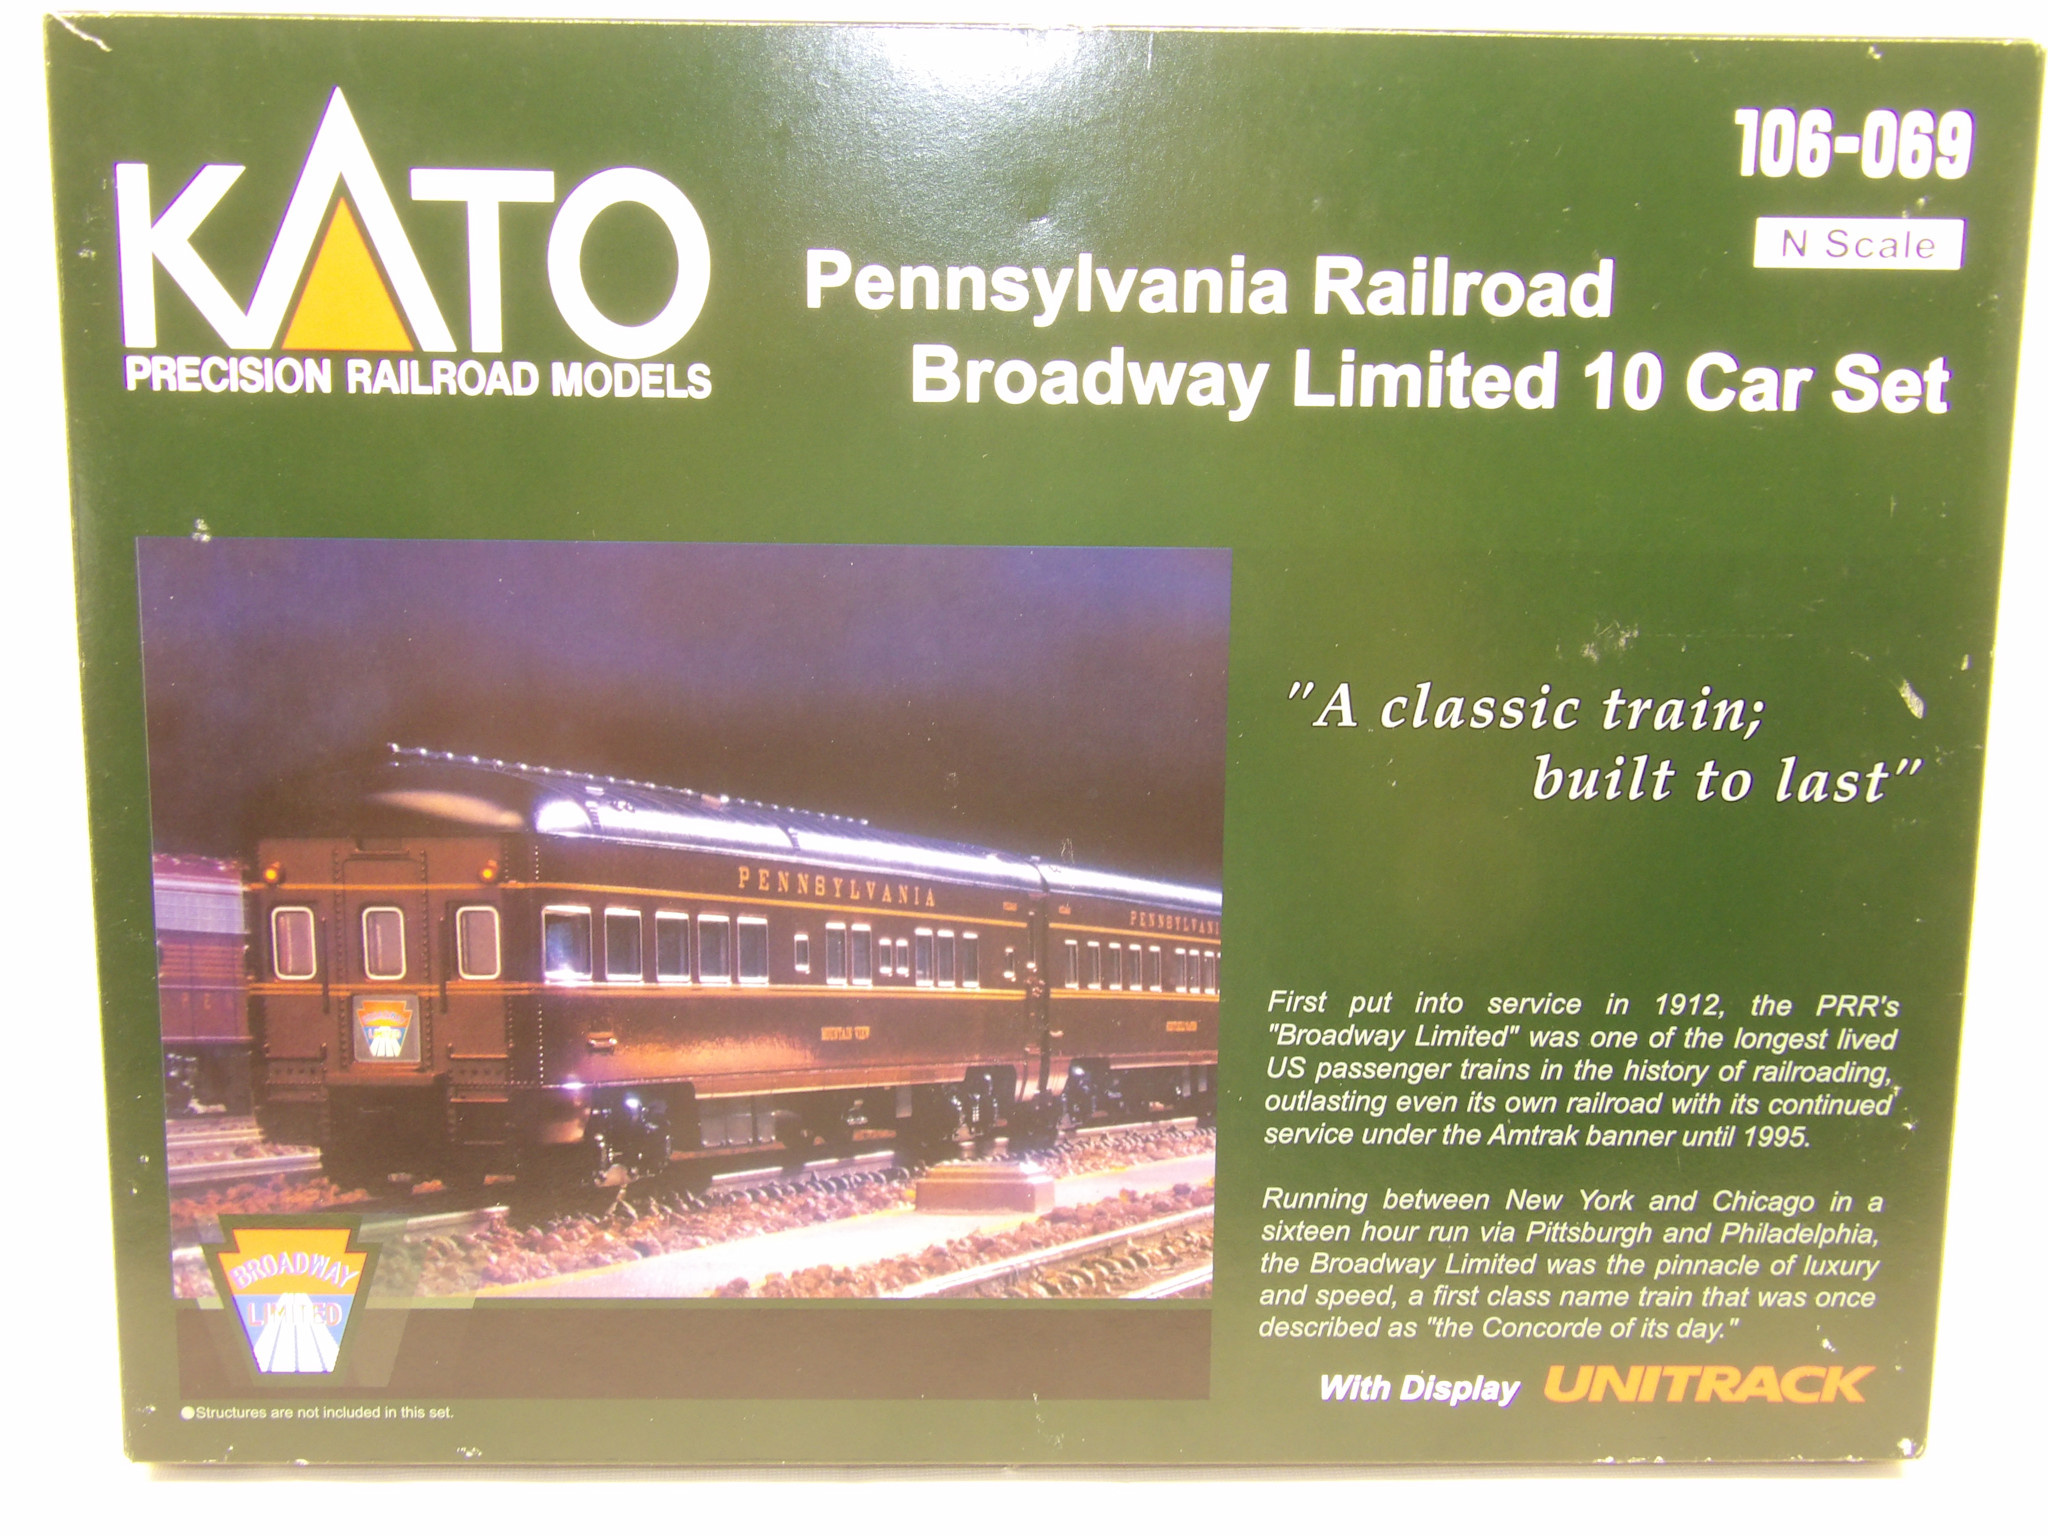 KATO
PRECISION RAILROAD MODELS
106-069
N Scale
Pennsylvania Railroad
Broadway Limited 10 Car Set
"A classic train;
built to last"
PENNSYLVANIA
PENNSYLVANI
MOUNTAIN VIEW
First put into service in 1912, the PRR's
"Broadway Limited" was one of the longest lived
US passenger trains in the history of railroading,
outlasting even its own railroad with its continued
service under the Amtrak banner until 1995.
Running between New York and Chicago in a
sixteen hour run via Pittsburgh and Philadelphia,
the Broadway Limited was the pinnacle of luxury
and speed, a first class name train that was once
described as "the Concorde of its day."
BROADWAY
LIMITED
With Display UNITRACK
●Structures are not included in this set.